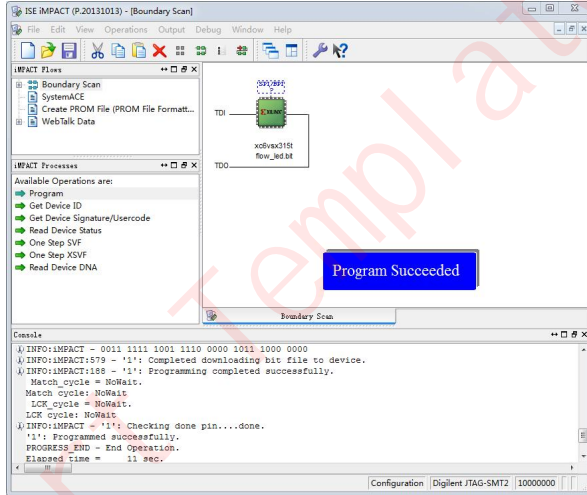 ISE iMPACT (P.20131013) - [Boundary Scan]
File Edit View Operations Output Debug Window Help
iMPACT Flows
Boundary Scan
SystemACE
Create PROM File (PROM File Formatt...
WebTalk Data
TDI
SPI/BPI
?
XILINX
xc6vsx315t
flow_led.bit
TDO
iMPACT Processes
Available Operations are:
Program
Get Device ID
Get Device Signature/Usercode
Read Device Status
One Step SVF
One Step XSVF
Read Device DNA
Program Succeeded
Boundary Scan
Console
INFO:iMPACT - 0011 1111 1001 1110 0000 1011 1000 0000
INFO:iMPACT:579 - '1': Completed downloading bit file to device.
INFO:iMPACT:188 - '1': Programming completed successfully.
Match_cycle = NoWait.
Match cycle: NoWait
LCK_cycle = NoWait.
LCK cycle: NoWait
INFO:iMPACT - '1': Checking done pin....done.
'1': Programmed successfully.
PROGRESS_END - End Operation.
Elapsed time = 11 sec.
Configuration Digilent JTAG-SMT2 10000000